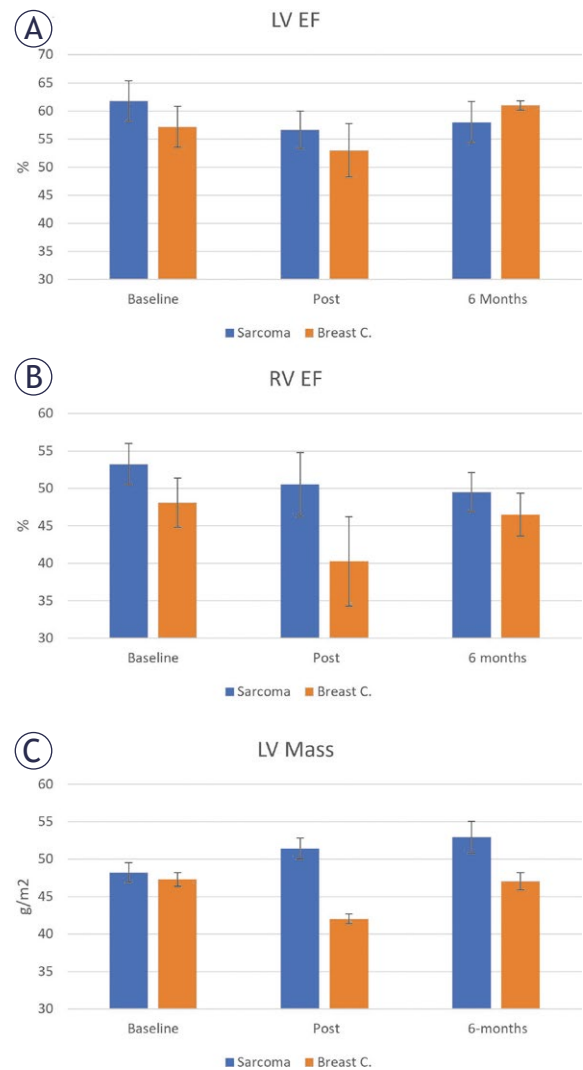 A
LV EF
70
65
60
55
50
45
40
35
30
%
Baseline
Post
6 Months
Sarcoma
Breast C.
B
RV EF
60
55
50
45
40
35
30
%
Baseline
Post
6 months
Sarcoma
Breast C.
C
LV Mass
60
55
50
45
40
35
30
g/m2
Baseline
Post
6-months
Sarcoma
Breast C.